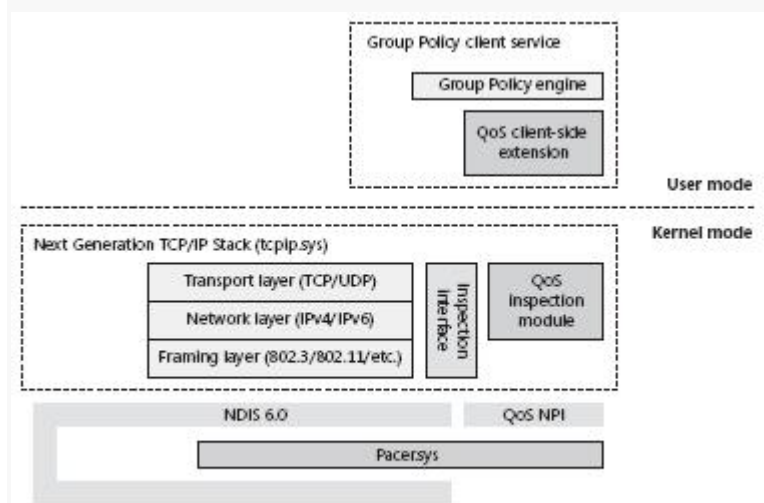 Group Policy client service
Group Policy engine
QoS client-side
extension
User mode
Kernel mode
Next Generation TCP/IP Stack (tcpip.sys)
Transport layer (TCP/UDP)
Network layer (IPv4/IPv6)
Framing layer (802.3/802.11/etc.)
Inspection
interface
QoS
inspection
module
NDIS 6.0
QoS NPI
Pacer.sys